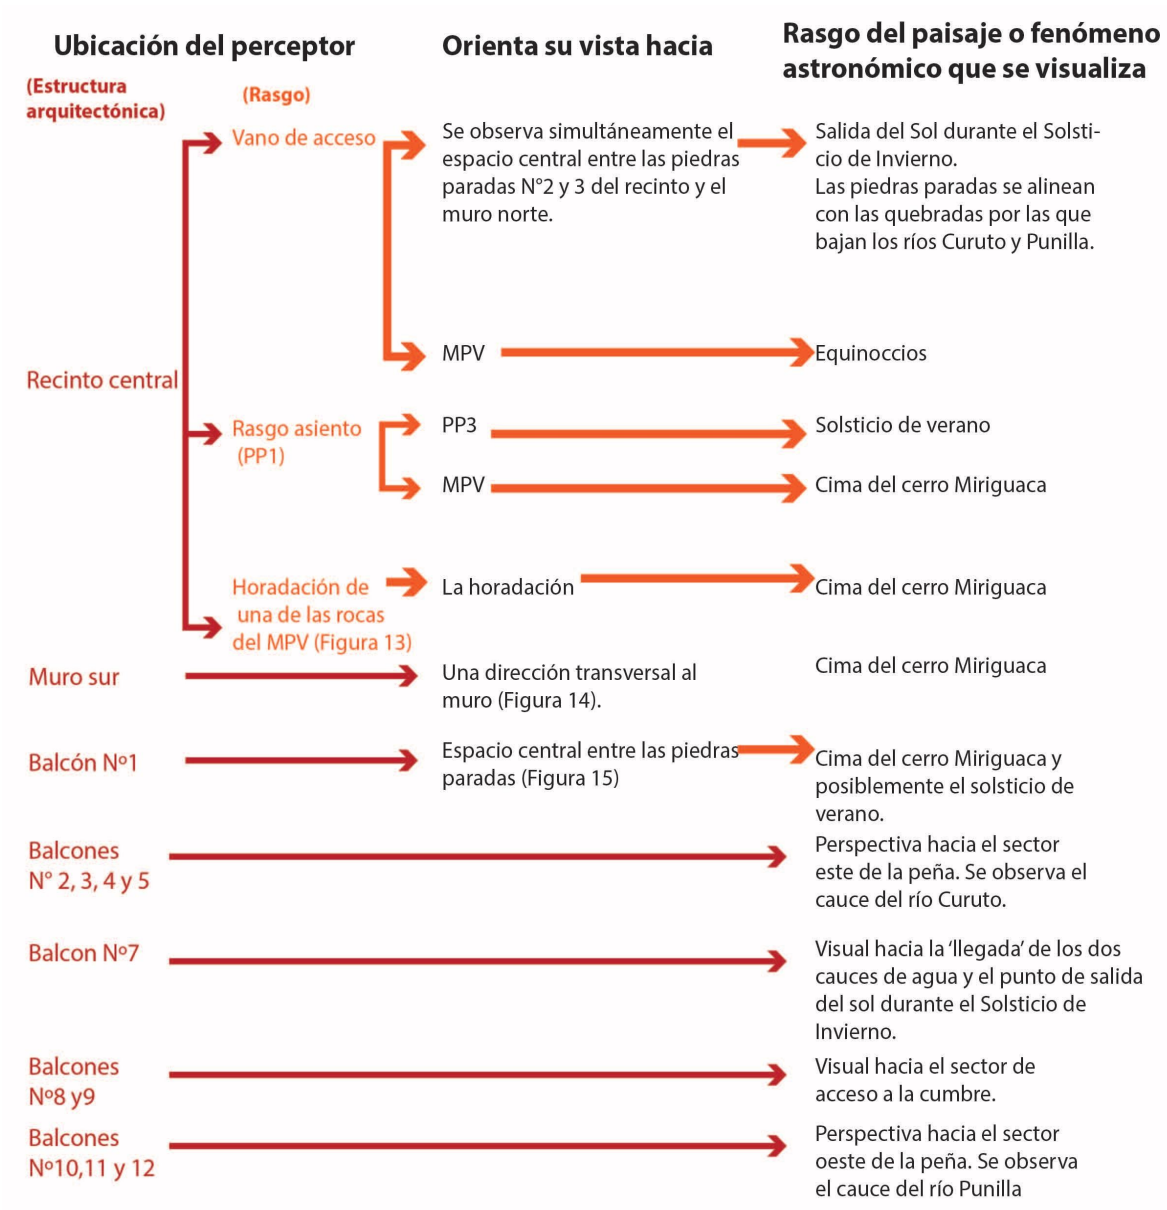 Ubicación del perceptor
Orienta su vista hacia
Rasgo del paisaje o fenómeno
astronómico que se visualiza
(Estructura
arquitectónica)
(Rasgo)
Vano de acceso
Se observa simultáneamente el
espacio central entre las piedras
paradas N°2 y 3 del recinto y el
muro norte.
Salida del Sol durante el Solsti-
cio de Invierno.
Las piedras paradas se alinean
con las quebradas por las que
bajan los ríos Curuto y Punilla.
MPV
Equinoccios
Recinto central
Rasgo asiento
(PP1)
PP3
Solsticio de verano
MPV
Cima del cerro Miriguaca
Horadación de
una de las rocas
del MPV (Figura 13)
La horadación
Cima del cerro Miriguaca
Muro sur
Una dirección transversal al
muro (Figura 14).
Cima del cerro Miriguaca
Balcón Nº1
Espacio central entre las piedras
paradas (Figura 15)
Cima del cerro Miriguaca y
posiblemente el solsticio de
verano.
Balcones
N° 2, 3, 4 y 5
Perspectiva hacia el sector
este de la peña. Se observa el
cauce del río Curuto.
Balcon Nº7
Visual hacia la ‘llegada’ de los dos
cauces de agua y el punto de salida
del sol durante el Solsticio de
Invierno.
Balcones
Nº8 y9
Visual hacia el sector de
acceso a la cumbre.
Balcones
Nº10,11 y 12
Perspectiva hacia el sector
oeste de la peña. Se observa
el cauce del río Punilla